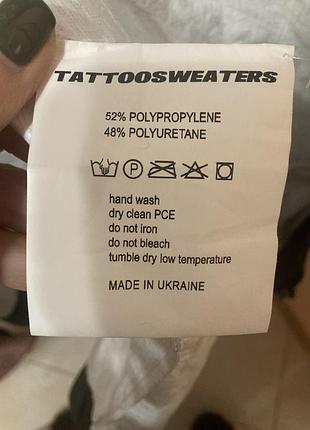 TATTOOSWEATERS
52% POLYPROPYLENE
48% POLYURETANE
P
hand wash
dry clean PCE
do not iron
do not bleach
tumble dry low temperature
MADE IN UKRAINE